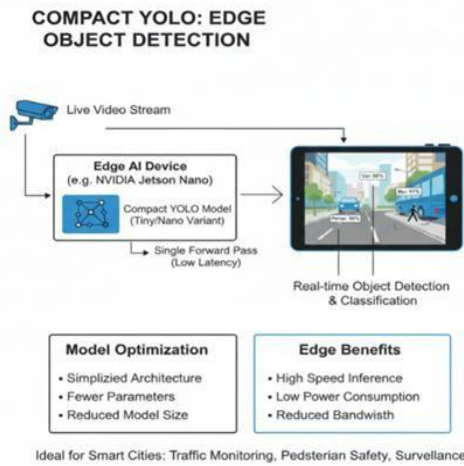 COMPACT YOLO: EDGE
OBJECT DETECTION
Live Video Stream
Edge AI Device
(e.g. NVIDIA Jetson Nano)
Compact YOLO Model
(Tiny/Nano Variant)
Single Forward Pass
(Low Latency)
Real-time Object Detection
& Classification
Model Optimization
• Simplizied Architecture
• Fewer Parameters
• Reduced Model Size
Edge Benefits
• High Speed Inference
• Low Power Consumption
• Reduced Bandwisth
Ideal for Smart Cities: Traffic Monitoring, Pedsterian Safety, Survellance